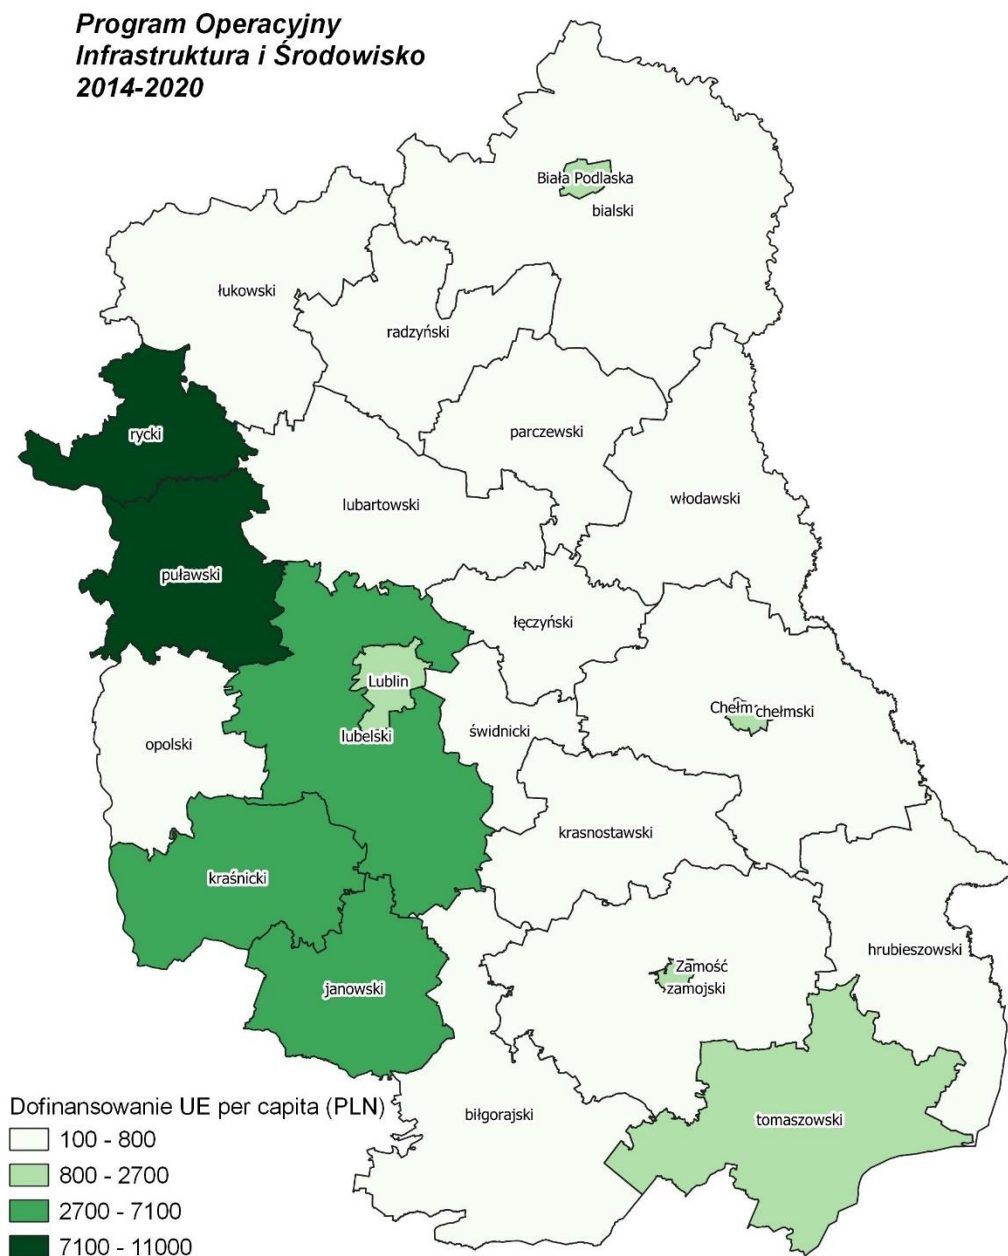 Program Operacyjny
Infrastruktura i Środowisko
2014-2020
Biała Podlaska
bialski
łukowski
radzyński
rycki
parczewski
lubartowski
włodawski
puławski
łęczyński
Lublin
lubelski
opolski
świdnicki
Chełm
chełmski
krasnostawski
kraśnicki
hrubieszowski
janowski
Zamość
zamojski
biłgorajski
tomaszowski
Dofinansowanie UE per capita (PLN)
100 - 800
800 - 2700
2700 - 7100
7100 - 11000